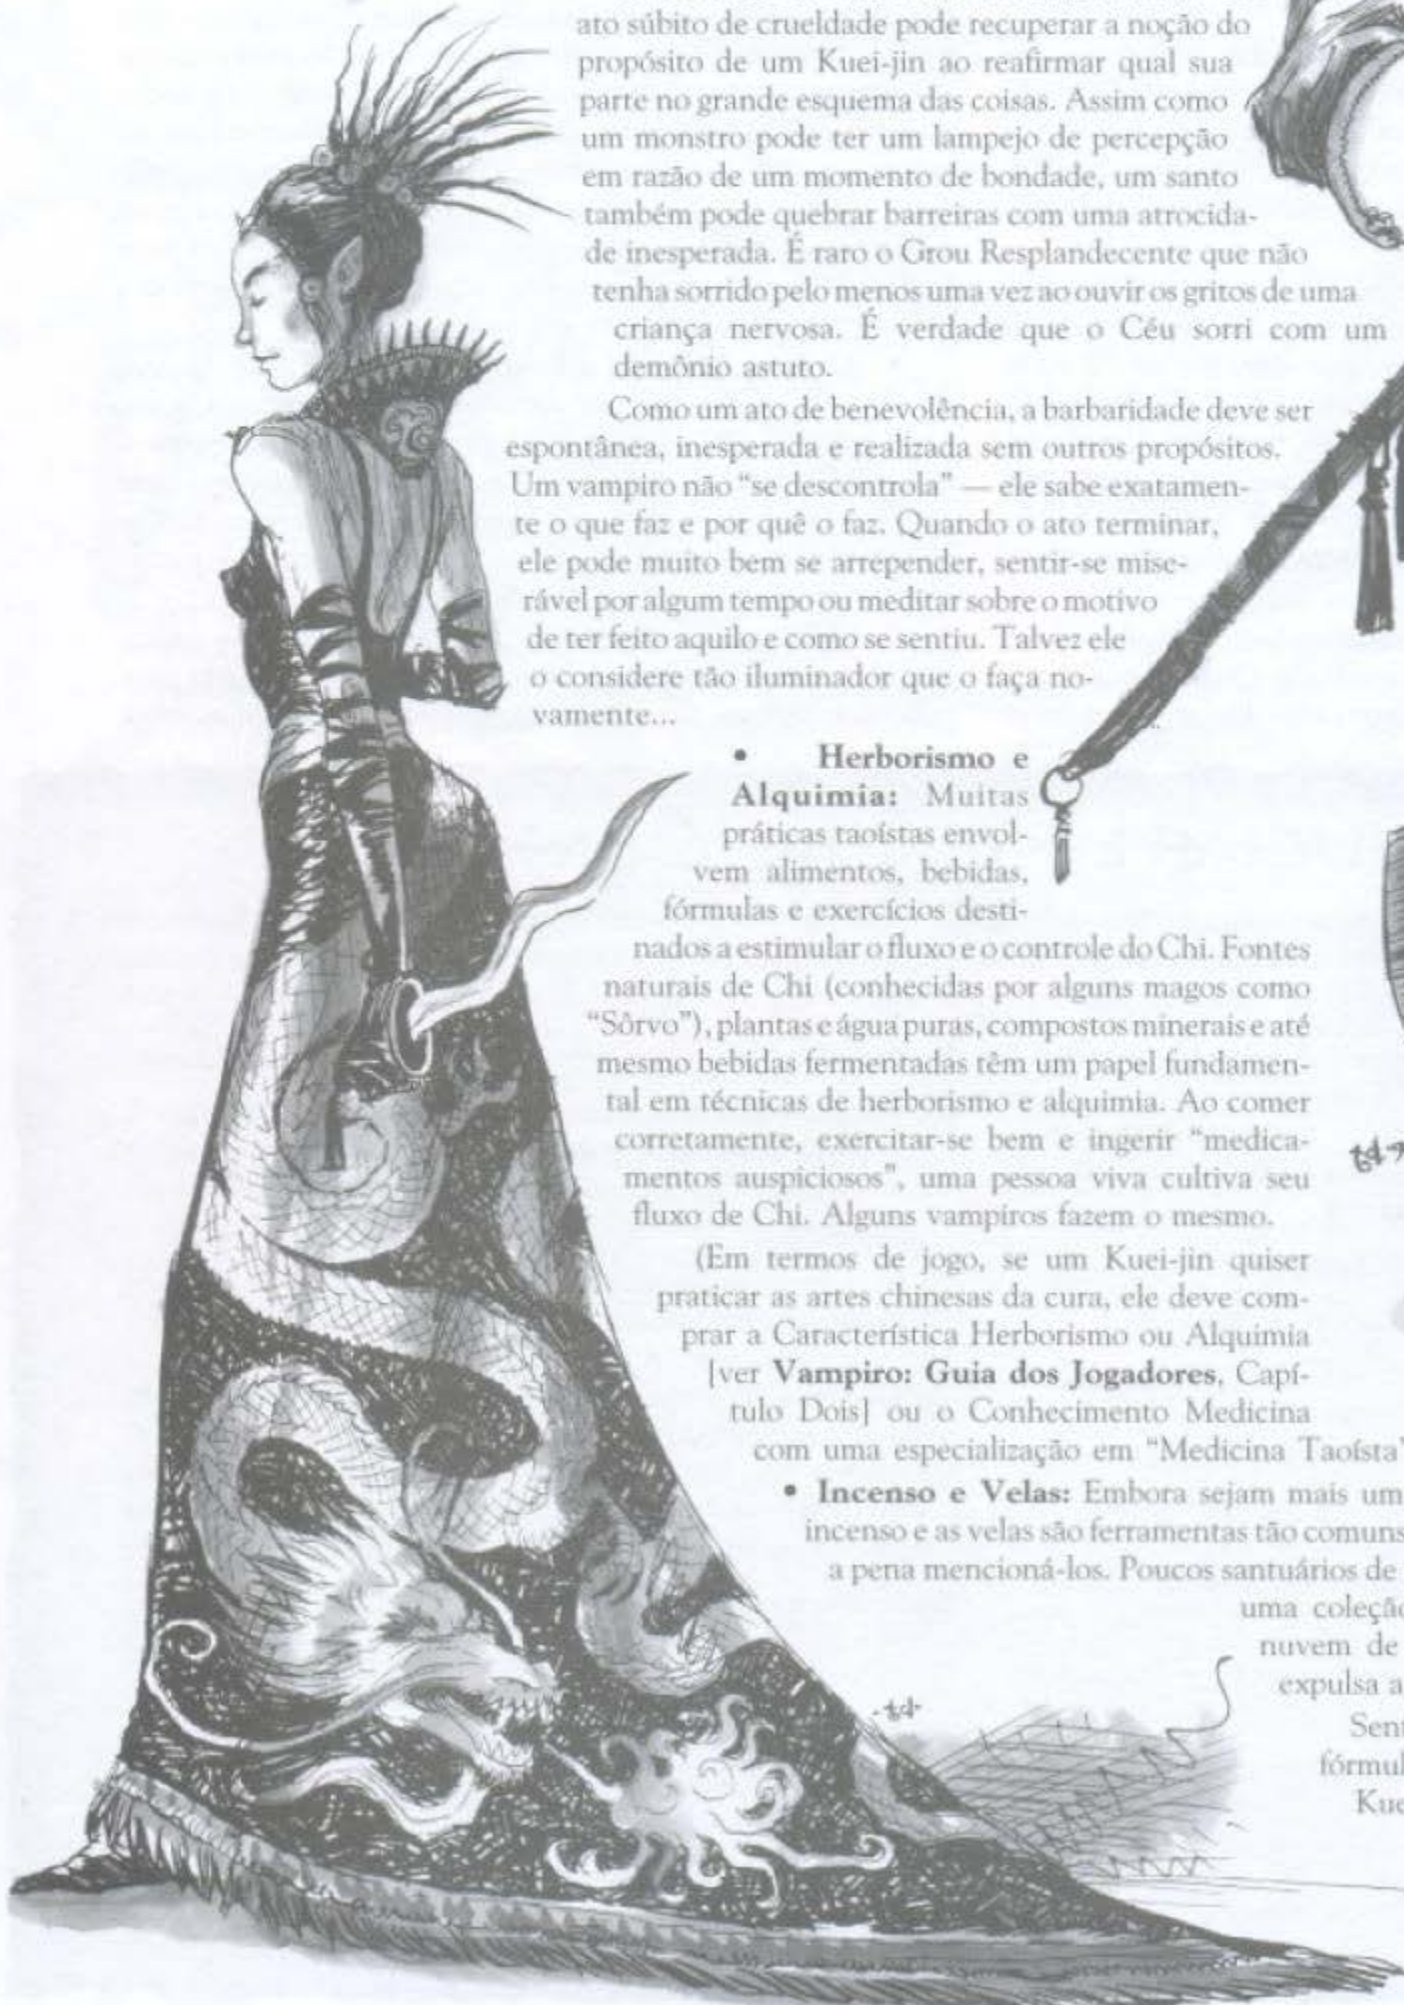 ato súbito de crueldade pode recuperar a noção do
propósito de um Kuei-jin ao reafirmar qual sua
parte no grande esquema das coisas. Assim como
um monstro pode ter um lampejo de percepção
em razão de um momento de bondade, um santo
também pode quebrar barreiras com uma atrocida-
de inesperada. É raro o Grou Resplandecente que não
tenha sorrido pelo menos uma vez ao ouvir os gritos de uma
criança nervosa. É verdade que o Céu sorri com um
demônio astuto.
Como um ato de benevolência, a barbaridade deve ser
espontânea, inesperada e realizada sem outros propósitos.
Um vampiro não “se descontrola” — ele sabe exatamen-
te o que faz e por quê o faz. Quando o ato terminar,
ele pode muito bem se arrepender, sentir-se mise-
rável por algum tempo ou meditar sobre o motivo
de ter feito aquilo e como se sentiu. Talvez ele
o considere tão iluminador que o faça no-
vamente...
• Herborismo e
Alquimia: Muitas
práticas taoístas envol-
vem alimentos, bebidas,
fórmulas e exercícios desti-
nados a estimular o fluxo e o controle do Chi. Fontes
naturais de Chi (conhecidas por alguns magos como
“Sôrvo”), plantas e água puras, compostos minerais e até
mesmo bebidas fermentadas têm um papel fundamen-
tal em técnicas de herborismo e alquimia. Ao comer
corretamente, exercitar-se bem e ingerir “medica-
mentos auspiciosos”, uma pessoa viva cultiva seu
fluxo de Chi. Alguns vampiros fazem o mesmo.
(Em termos de jogo, se um Kuei-jin quiser
praticar as artes chinesas da cura, ele deve com-
prar a Característica Herborismo ou Alquimia
[ver Vampiro: Guia dos Jogadores, Capí-
tulo Dois] ou o Conhecimento Medicina
com uma especialização em “Medicina Taoísta”
• Incenso e Velas: Embora sejam mais um
incenso e as velas são ferramentas tão comuns
a pena mencioná-los. Poucos santuários de
uma coleção
nuvem de
expulsa a
Sent
fórmul
Kue